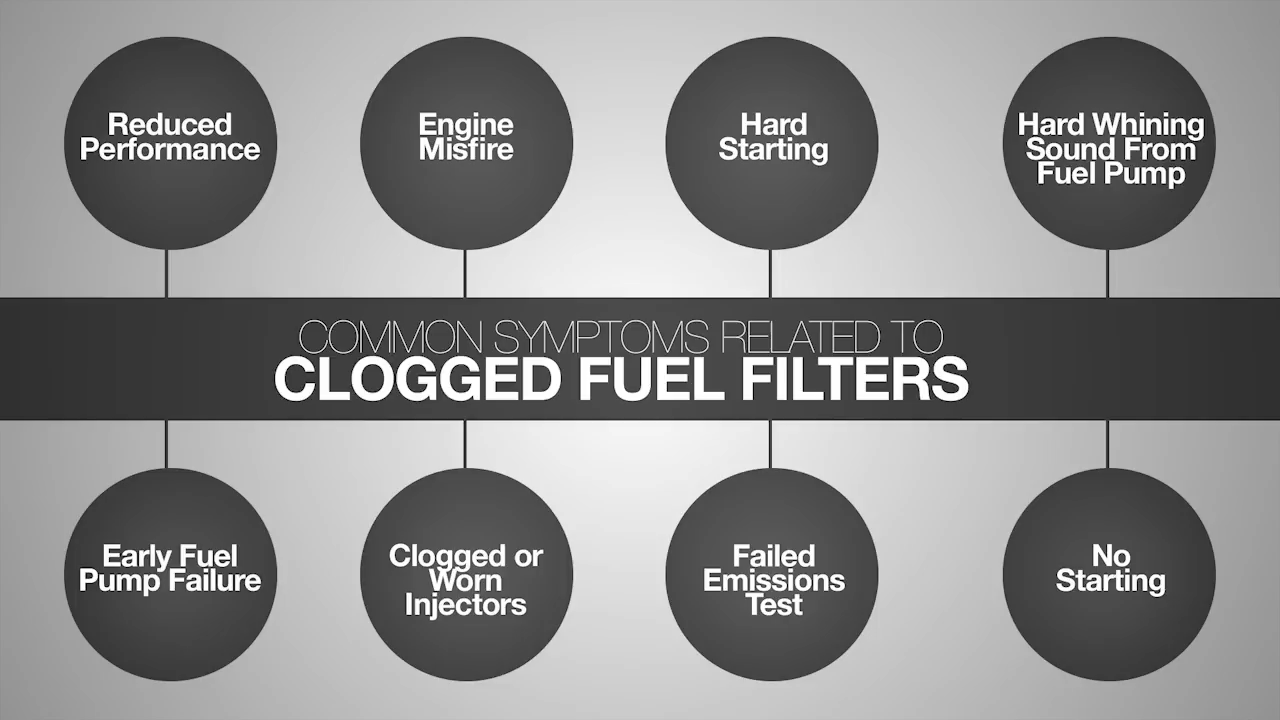 Reduced
Performance
Engine
Misfire
Hard
Starting
Hard Whining
Sound From
Fuel Pump
COMMON SYMPTOMS RELATED TO
CLOGGED FUEL FILTERS
Early Fuel
Pump Failure
Clogged or
Worn
Injectors
Failed
Emissions
Test
No
Starting